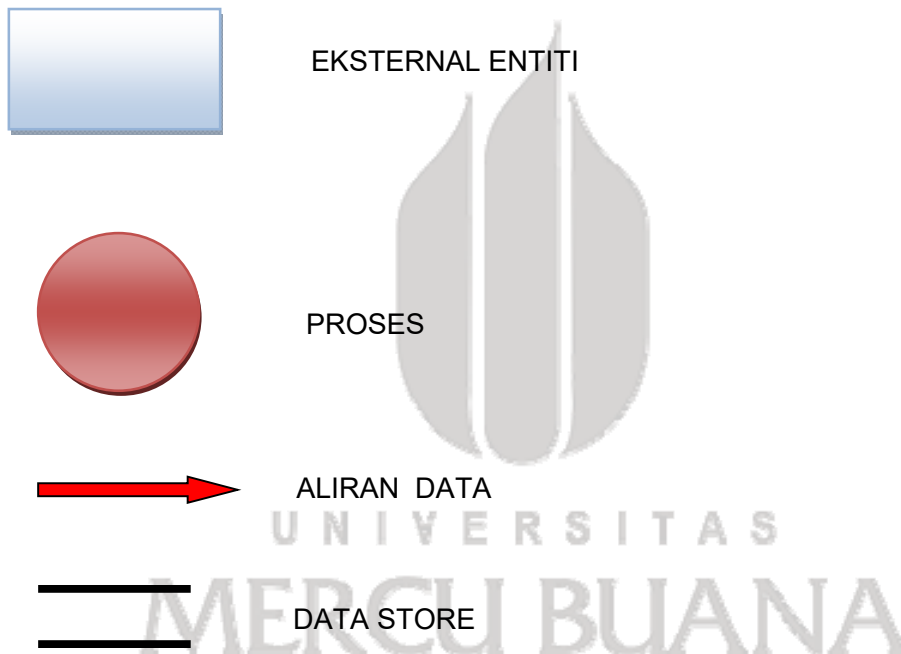 EKSTERNAL ENTITI
PROSES
ALIRAN DATA
UNIVERSITAS
MERCU BUANA
DATA STORE